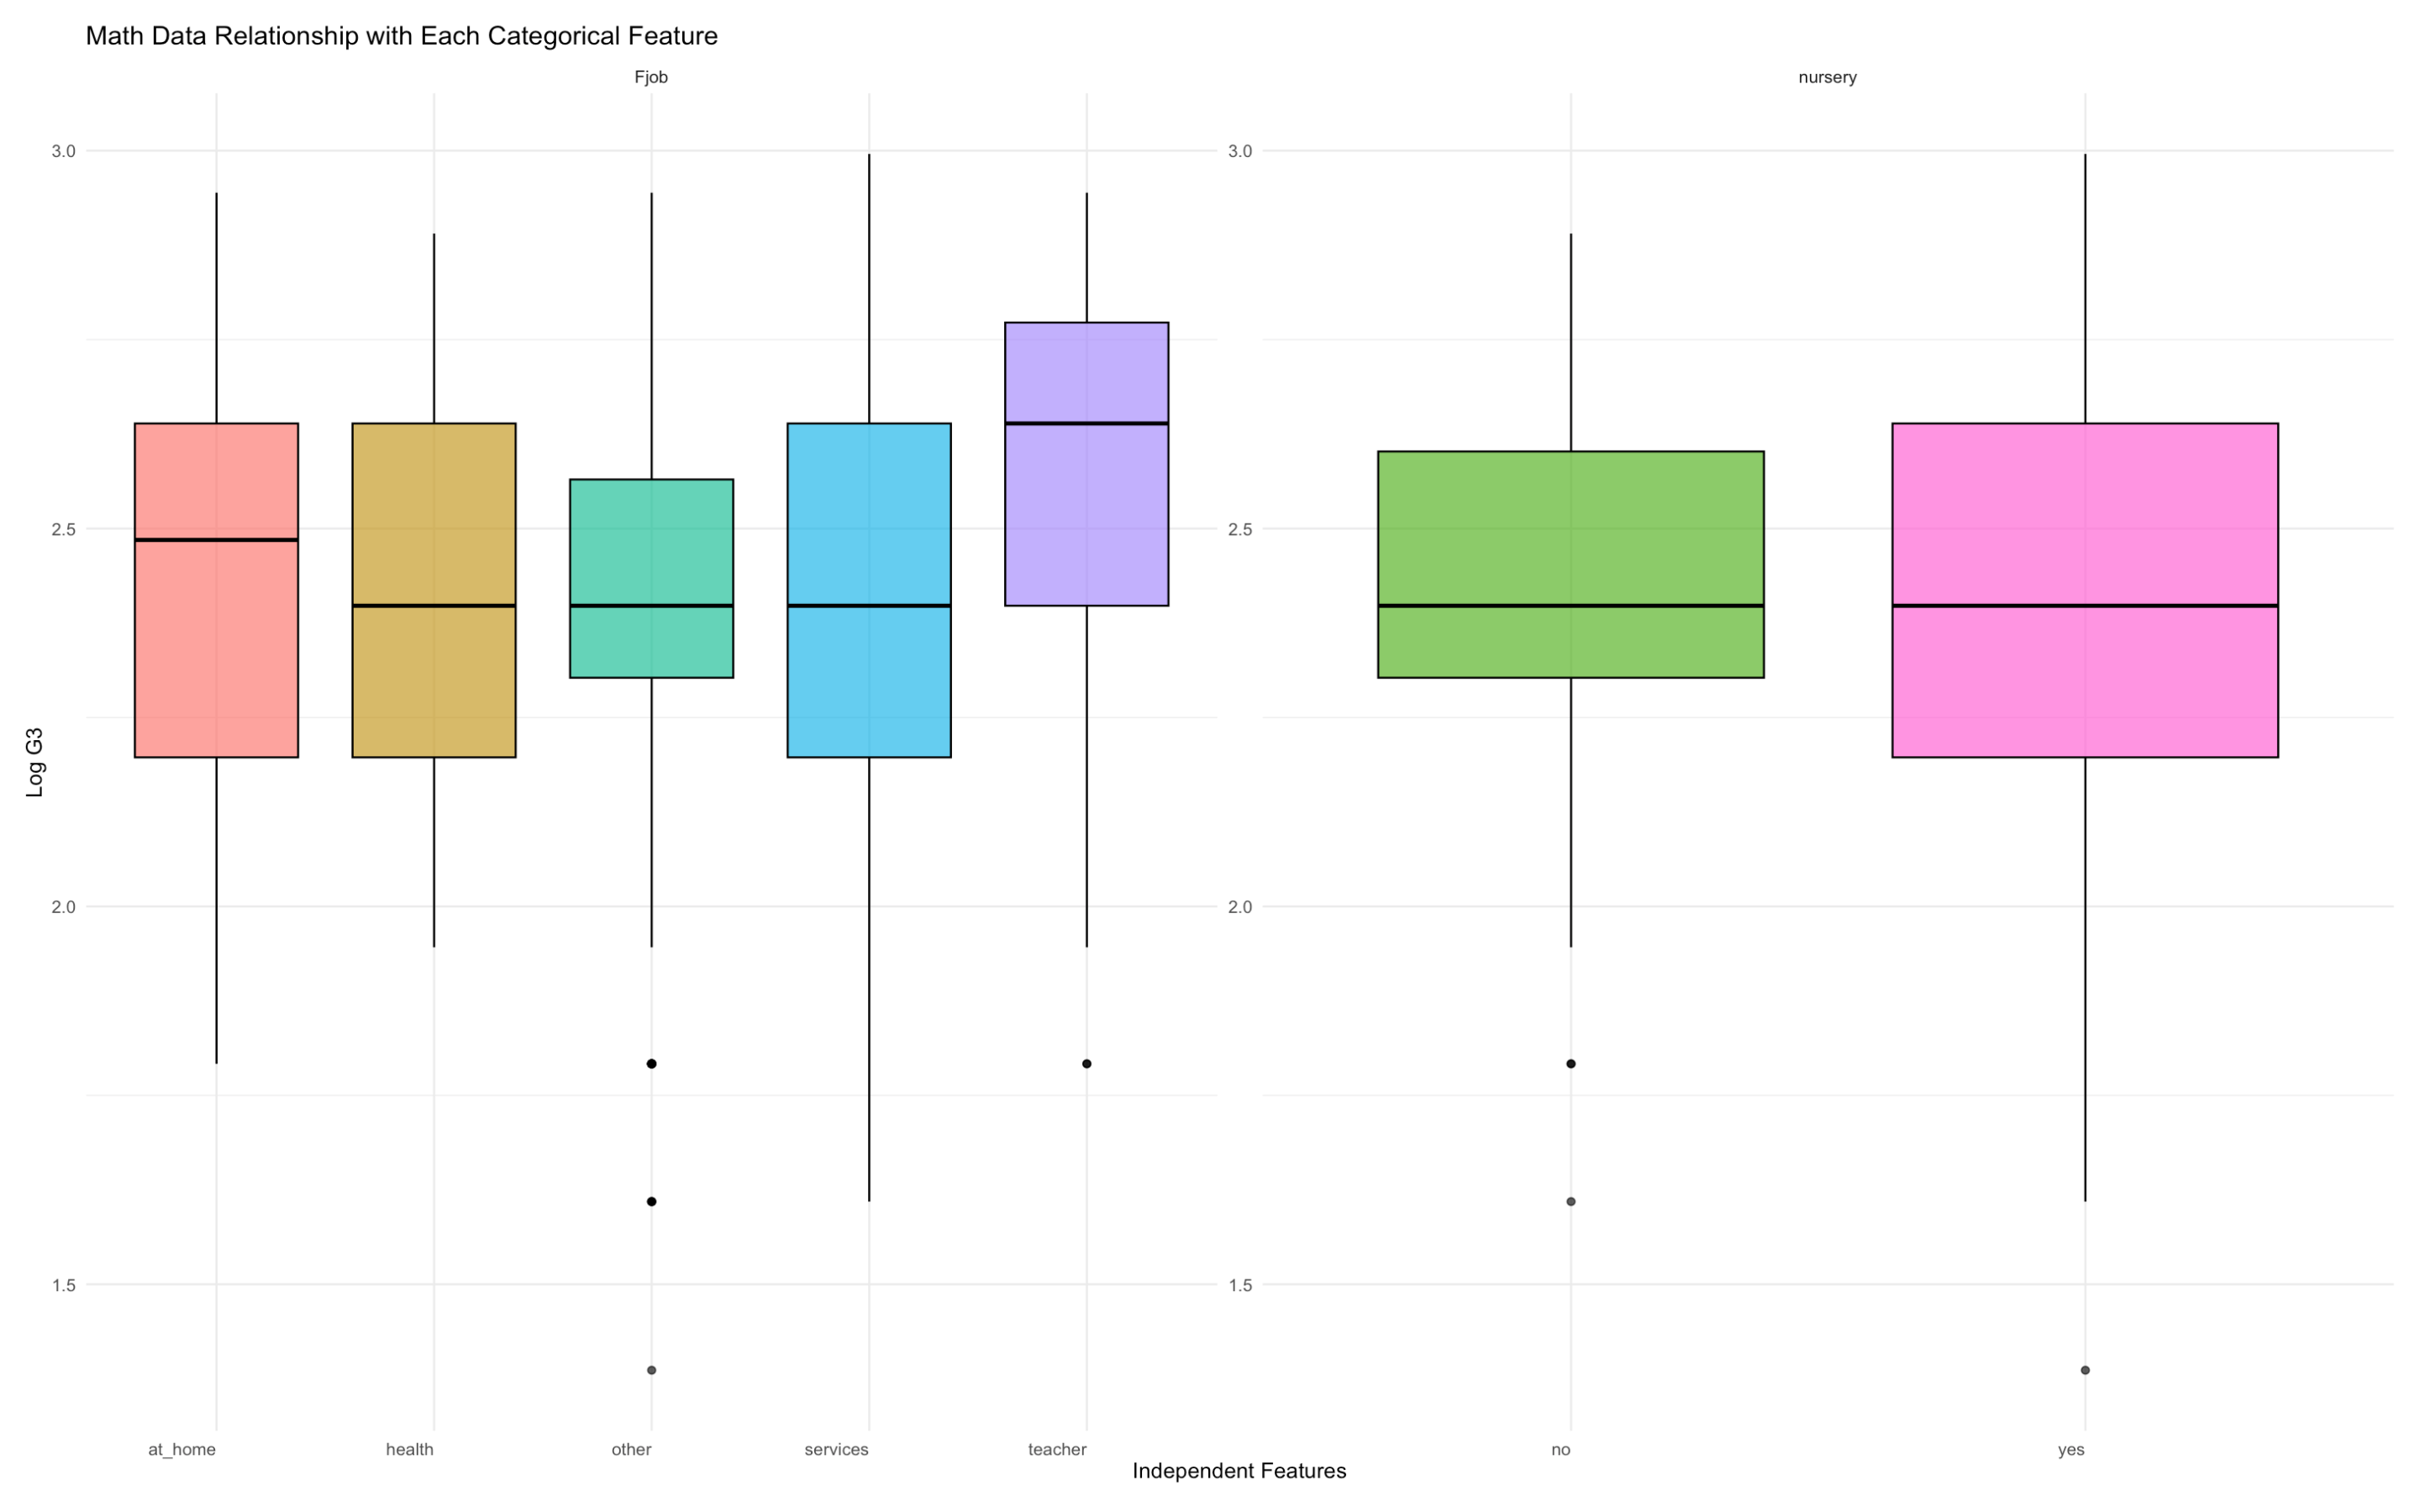 Math Data Relationship with Each Categorical Feature
Fjob
nursery
3.0
2.5
2.0
1.5
3.0
2.5
2.0
1.5
Log G3
at_home health other services teacher
no yes
Independent Features